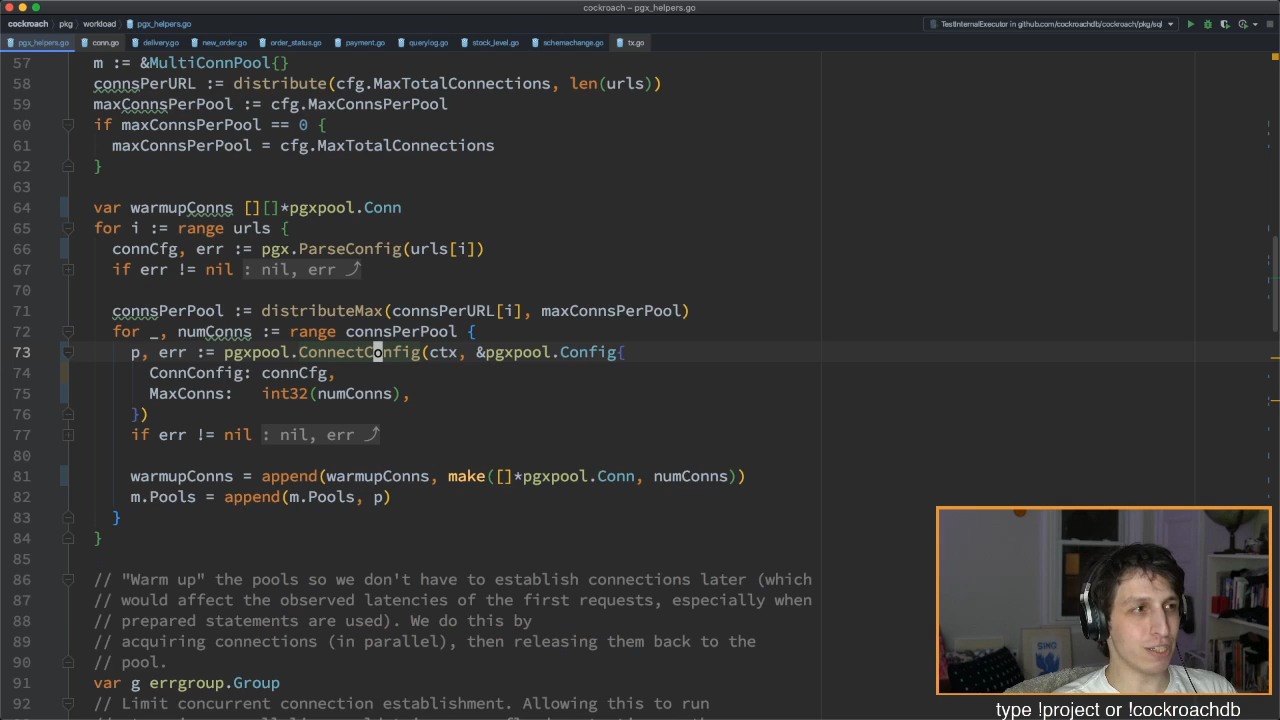 cockroach – pgx_helpers.go
cockroach pkg workload pgx_helpers.go TestInternalExecutor in github.com/cockroachdb/cockroach/pkg/sql
pgx_helpers.go conn.go delivery.go new_order.go order_status.go payment.go querylog.go stock_level.go schemachange.go tx.go
57 m := &MultiConnPool{}
58 connsPerURL := distribute(cfg.MaxTotalConnections, len(urls))
59 maxConnsPerPool := cfg.MaxConnsPerPool
60 if maxConnsPerPool == 0 {
61 maxConnsPerPool = cfg.MaxTotalConnections
62 }
63
64 var warmupConns [][]*pgxpool.Conn
65 for i := range urls {
66 connCfg, err := pgx.ParseConfig(urls[i])
67 if err != nil : nil, err
70
71 connsPerPool := distributeMax(connsPerURL[i], maxConnsPerPool)
72 for _, numConns := range connsPerPool {
73 p, err := pgxpool.ConnectConfig(ctx, &pgxpool.Config{
74 ConnConfig: connCfg,
75 MaxConns: int32(numConns),
76 })
77 if err != nil : nil, err
80
81 warmupConns = append(warmupConns, make([]*pgxpool.Conn, numConns))
82 m.Pools = append(m.Pools, p)
83 }
84 }
85
86 // "Warm up" the pools so we don't have to establish connections later (which
87 // would affect the observed latencies of the first requests, especially when
88 // prepared statements are used). We do this by
89 // acquiring connections (in parallel), then releasing them back to the
90 // pool.
91 var g errgroup.Group
92 // Limit concurrent connection establishment. Allowing this to run
type !project or !cockroachdb